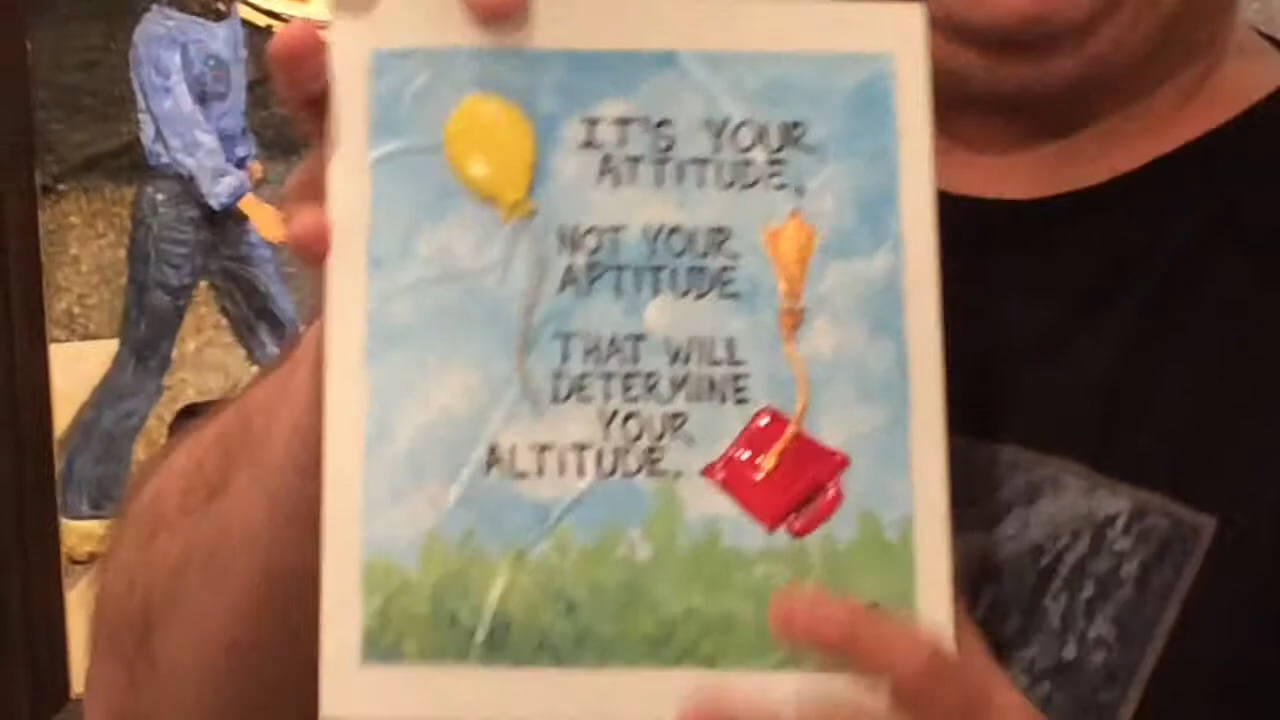 IT'S YOUR
ATTITUDE,
NOT YOUR
APTITUDE
THAT WILL
DETERMINE
YOUR
ALTITUDE.